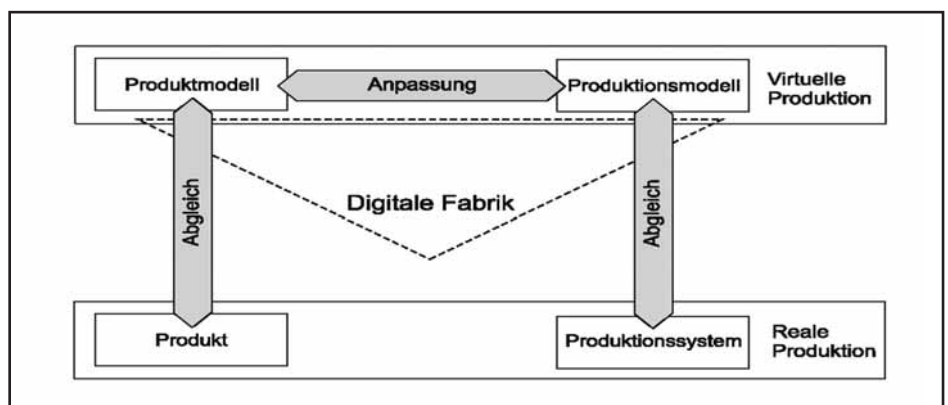 Produktmodell
Anpassung
Produktionsmodell
Virtuelle
Produktion
Abgleich
Digitale Fabrik
Abgleich
Produkt
Produktionssystem
Reale
Produktion